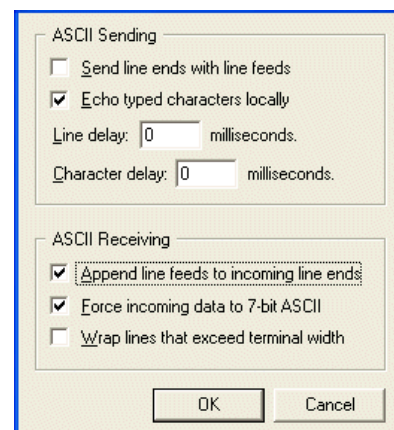 ASCII Sending
Send line ends with line feeds
Echo typed characters locally
Line delay: 0 milliseconds.
Character delay: 0 milliseconds.
ASCII Receiving
Append line feeds to incoming line ends
Force incoming data to 7-bit ASCII
Wrap lines that exceed terminal width
OK Cancel